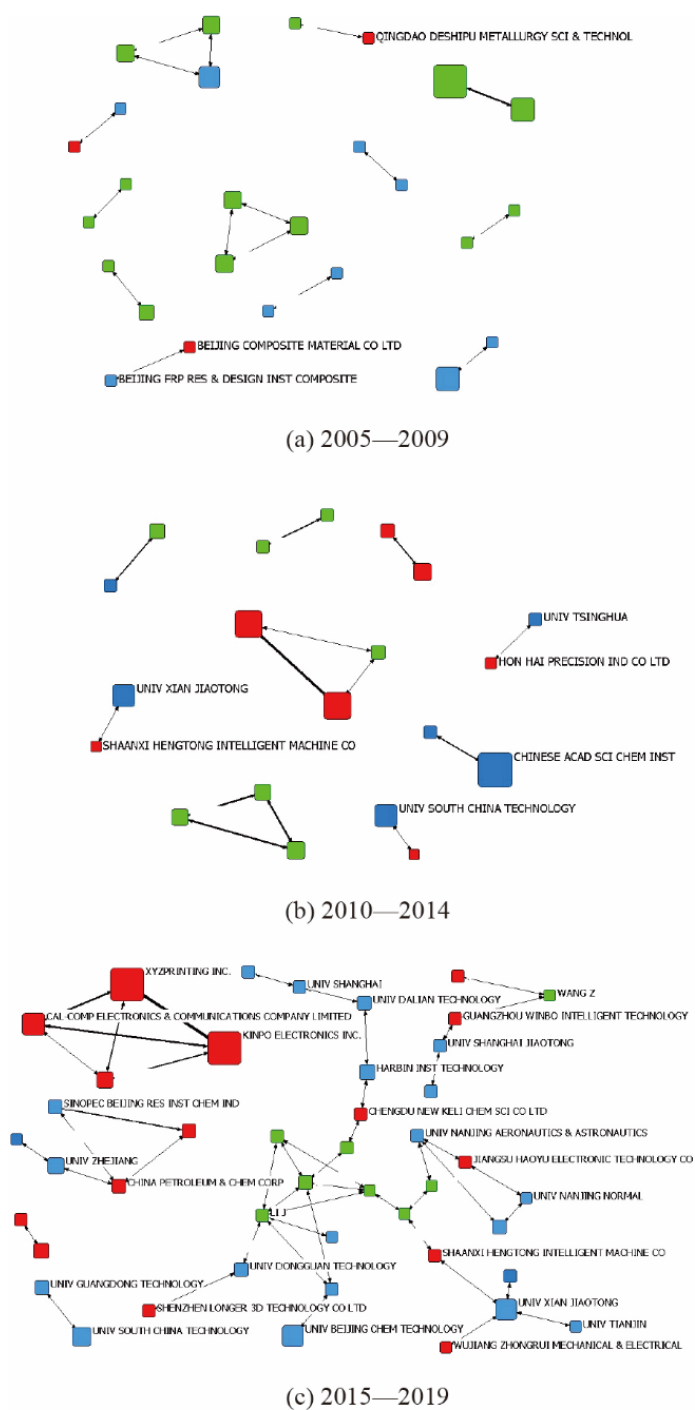 QINGDAO DESHIPU METALLURGY SCI & TECHNOL
BEIJING COMPOSITE MATERIAL CO LTD
BEIJING FRP RES & DESIGN INST COMPOSITE
(a) 2005—2009
UNIV TSINGHUA
HON HAI PRECISION IND CO LTD
UNIV XIAN JIAOTONG
SHAANXI HENGTONG INTELLIGENT MACHINE CO
CHINESE ACAD SCI CHEM INST
UNIV SOUTH CHINA TECHNOLOGY
(b) 2010—2014
XYZPRINTING INC.
UNIV SHANGHAI
WANG Z
UNIV DALIAN TECHNOLOGY
CAL-COMP ELECTRONICS & COMMUNICATIONS COMPANY LIMITED
GUANGZHOU WINBO INTELLIGENT TECHNOLOGY
KINPO ELECTRONICS INC.
UNIV SHANGHAI JIAOTONG
HARBIN INST TECHNOLOGY
SINOPEC BEIJING RES INST CHEM IND
CHENGDU NEW KELI CHEM SCI CO LTD
UNIV NANJING AERONAUTICS & ASTRONAUTICS
UNIV ZHEJIANG
JIANGSU HAOYU ELECTRONIC TECHNOLOGY CO
CHINA PETROLEUM & CHEM CORP
UNIV NANJING NORMAL
LI J
SHAANXI HENGTONG INTELLIGENT MACHINE CO
UNIV DONGGUAN TECHNOLOGY
UNIV GUANGDONG TECHNOLOGY
SHENZHEN LONGER 3D TECHNOLOGY CO LTD
UNIV XIAN JIAOTONG
UNIV TIANJIN
UNIV SOUTH CHINA TECHNOLOGY
UNIV BEIJING CHEM TECHNOLOGY
WUJIANG ZHONGRUI MECHANICAL & ELECTRICAL
(c) 2015—2019